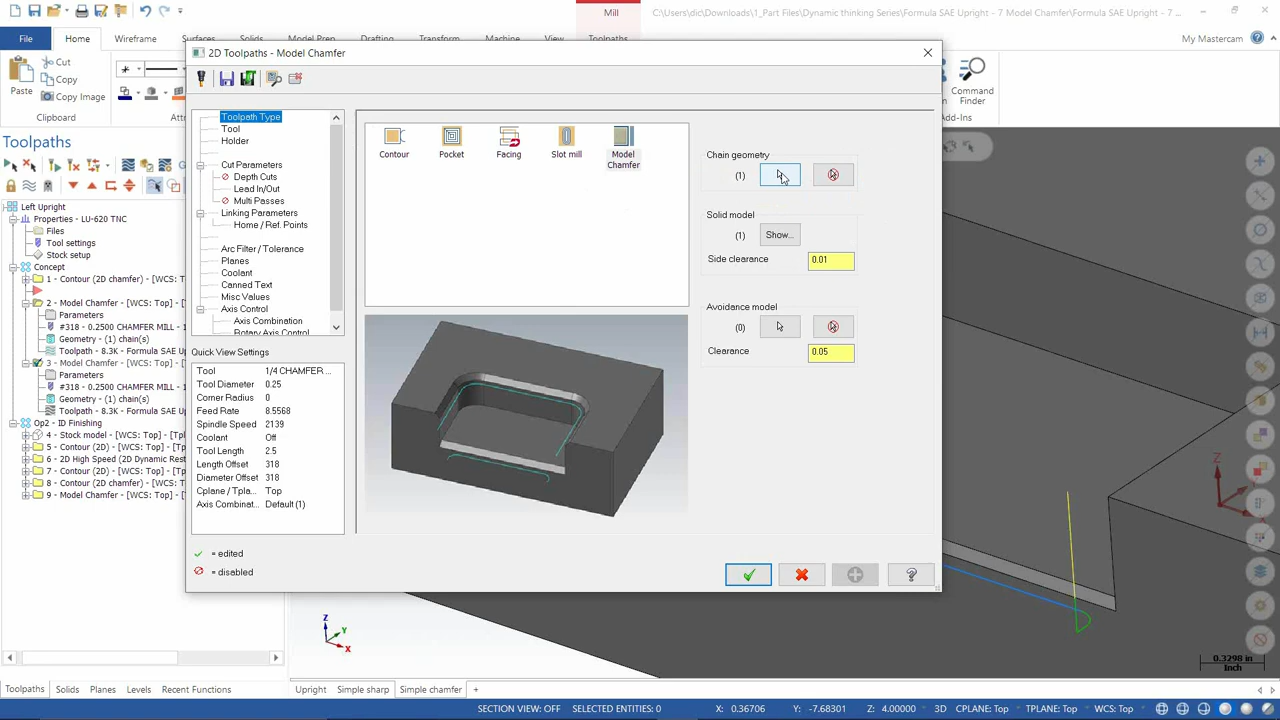 Mill
C:\Users\dic\Downloads\1_Part Files\Dynamic thinking Series\Formula SAE Upright - 7 Model Chamfer\Formula SAE Upright - 7 ...
File
Home
Wireframe
Surfaces
Solids
Model Prep
Drafting
Transform
Machine
View
Toolpaths
My Mastercam
Paste
Cut
Copy
Copy Image
Clipboard
Command
Finder
Add-Ins
2D Toolpaths - Model Chamfer
Toolpaths
Left Upright
Properties - LU-620 TNC
Files
Tool settings
Stock setup
Concept
1 - Contour (2D chamfer) - [WCS: Top] - [T
2 - Model Chamfer - [WCS: Top] - [T
Parameters
#318 - 0.2500 CHAMFER MILL - 1
Geometry - (1) chain(s)
Toolpath - 8.3K - Formula SAE Up
3 - Model Chamfer - [WCS: Top] - [T
Parameters
#318 - 0.2500 CHAMFER MILL - 1
Geometry - (1) chain(s)
Toolpath - 8.3K - Formula SAE Up
Op2 - ID Finishing
4 - Stock model - [WCS: Top] - [Tpl
5 - Contour (2D) - [WCS: Top] - [Tp
6 - 2D High Speed (2D Dynamic Rest
7 - Contour (2D) - [WCS: Top] - [Tp
8 - Contour (2D chamfer) - [WCS: Top
9 - Model Chamfer - [WCS: Top] - [T
Toolpath Type
Tool
Holder
Cut Parameters
Depth Cuts
Lead In/Out
Multi Passes
Linking Parameters
Home / Ref. Points
Arc Filter / Tolerance
Planes
Coolant
Canned Text
Misc Values
Axis Control
Axis Combination
Rotary Axis Control
Quick View Settings
Tool 1/4 CHAMFER ...
Tool Diameter 0.25
Corner Radius 0
Feed Rate 8.5568
Spindle Speed 2139
Coolant Off
Tool Length 2.5
Length Offset 318
Diameter Offset 318
Cplane / Tpla... Top
Axis Combinat... Default (1)
= edited
= disabled
Contour
Pocket
Facing
Slot mill
Model
Chamfer
Chain geometry
(1)
Solid model
(1) Show...
Side clearance 0.01
Avoidance model
(0)
Clearance 0.05
Z
Y
X
Z
X
0.3298 in
Inch
Toolpaths
Solids
Planes
Levels
Recent Functions
Upright
Simple sharp
Simple chamfer
+
SECTION VIEW: OFF
SELECTED ENTITIES: 0
X: 0.36706
Y: -7.68301
Z: 4.00000
3D
CPLANE: Top
TPLANE: Top
WCS: Top